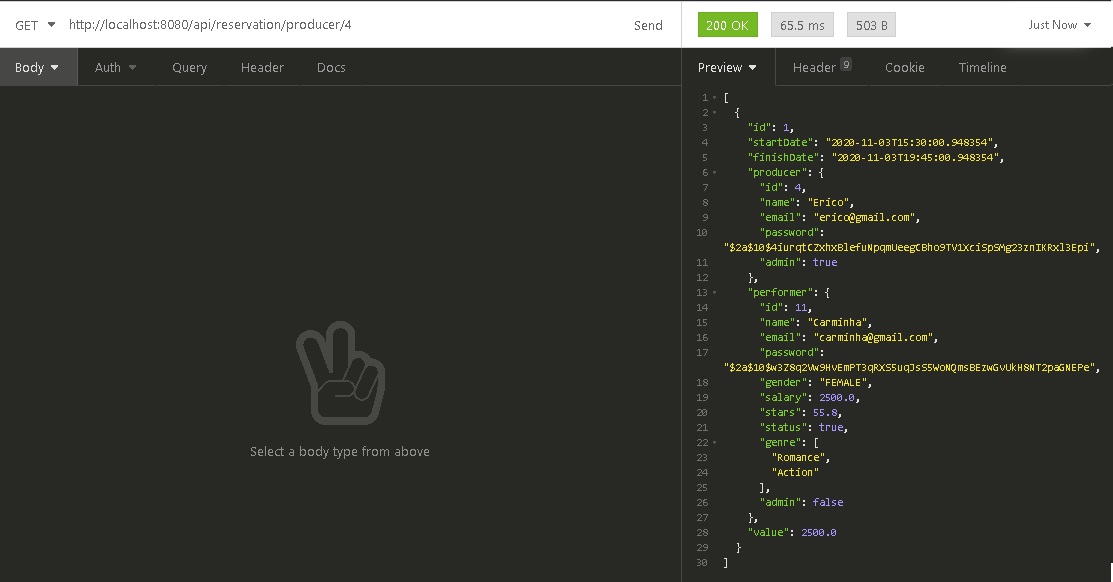 GET http://localhost:8080/api/reservation/producer/4 Send
200 OK 65.5 ms 503 B Just Now
Body Auth Query Header Docs
Preview Header 9 Cookie Timeline
Select a body type from above
1 [
2 {
3 "id": 1,
4 "startDate": "2020-11-03T15:30:00.948354",
5 "finishDate": "2020-11-03T19:45:00.948354",
6 "producer": {
7 "id": 4,
8 "name": "Erico",
9 "email": "erico@gmail.com",
10 "password":
"$2a$10$4iurqtCZxhxBlefuNpqmUeegCBho9TV1XciSpSMg23znIKRxl3Epi",
11 "admin": true
12 },
13 "performer": {
14 "id": 11,
15 "name": "Carminha",
16 "email": "carminha@gmail.com",
17 "password":
"$2a$10$w3Z8q2Vw9HvEmPT3qRXS5uqJsS5WoNQmsBEzwGvUkH8NT2paGNEPe",
18 "gender": "FEMALE",
19 "salary": 2500.0,
20 "stars": 55.8,
21 "status": true,
22 "genre": [
23 "Romance",
24 "Action"
25 ],
26 "admin": false
27 },
28 "value": 2500.0
29 }
30 ]